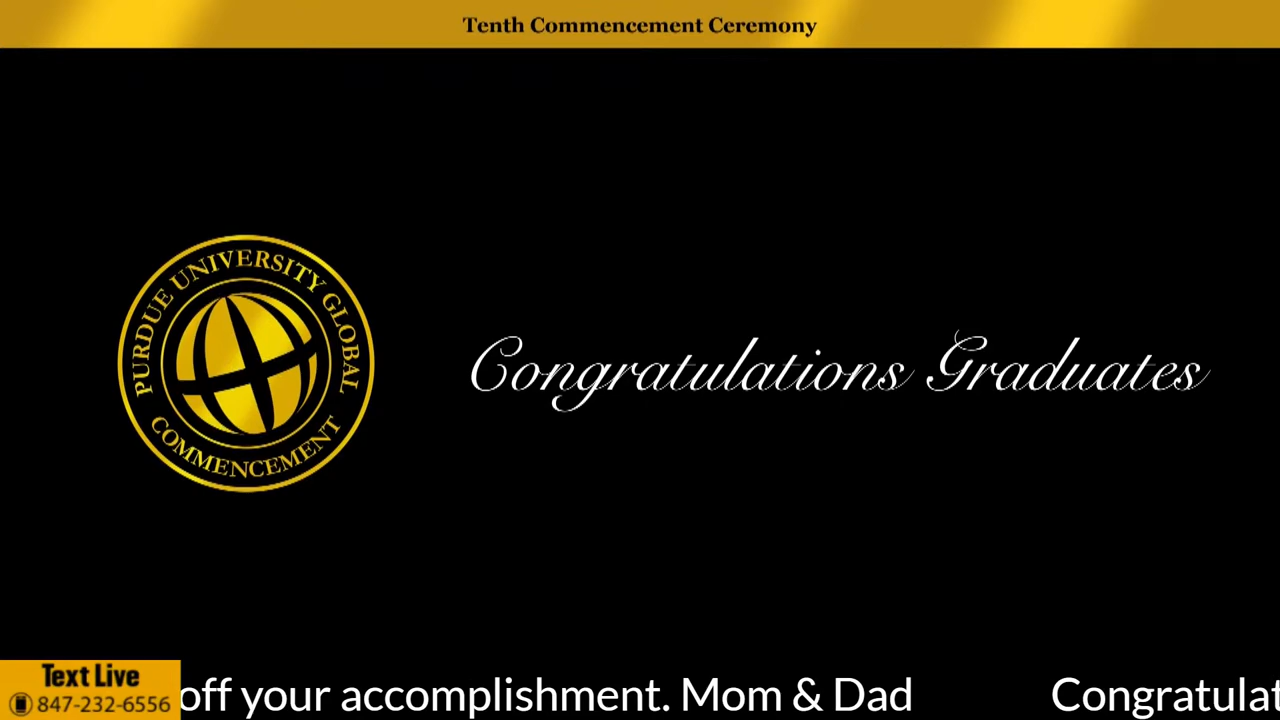 Tenth Commencement Ceremony
PURDUE UNIVERSITY GLOBAL
COMMENCEMENT
Congratulations Graduates
Text Live
847-232-6556
off your accomplishment. Mom & Dad
Congratulat